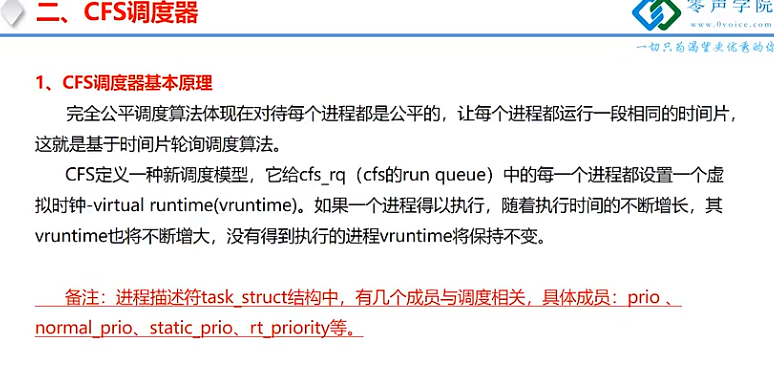 二、CFS调度器
零声学院
www.0voice.com
一切只为渴望更优秀的你
1、CFS调度器基本原理
完全公平调度算法体现在对待每个进程都是公平的，让每个进程都运行一段相同的时间片，
这就是基于时间片轮询调度算法。
CFS定义一种新调度模型，它给cfs_rq（cfs的run queue）中的每一个进程都设置一个虚
拟时钟-virtual runtime(vruntime)。如果一个进程得以执行，随着执行时间的不断增长，其
vruntime也将不断增大，没有得到执行的进程vruntime将保持不变。
备注：进程描述符task_struct结构中，有几个成员与调度相关，具体成员：prio 、
normal_prio、static_prio、rt_priority等。